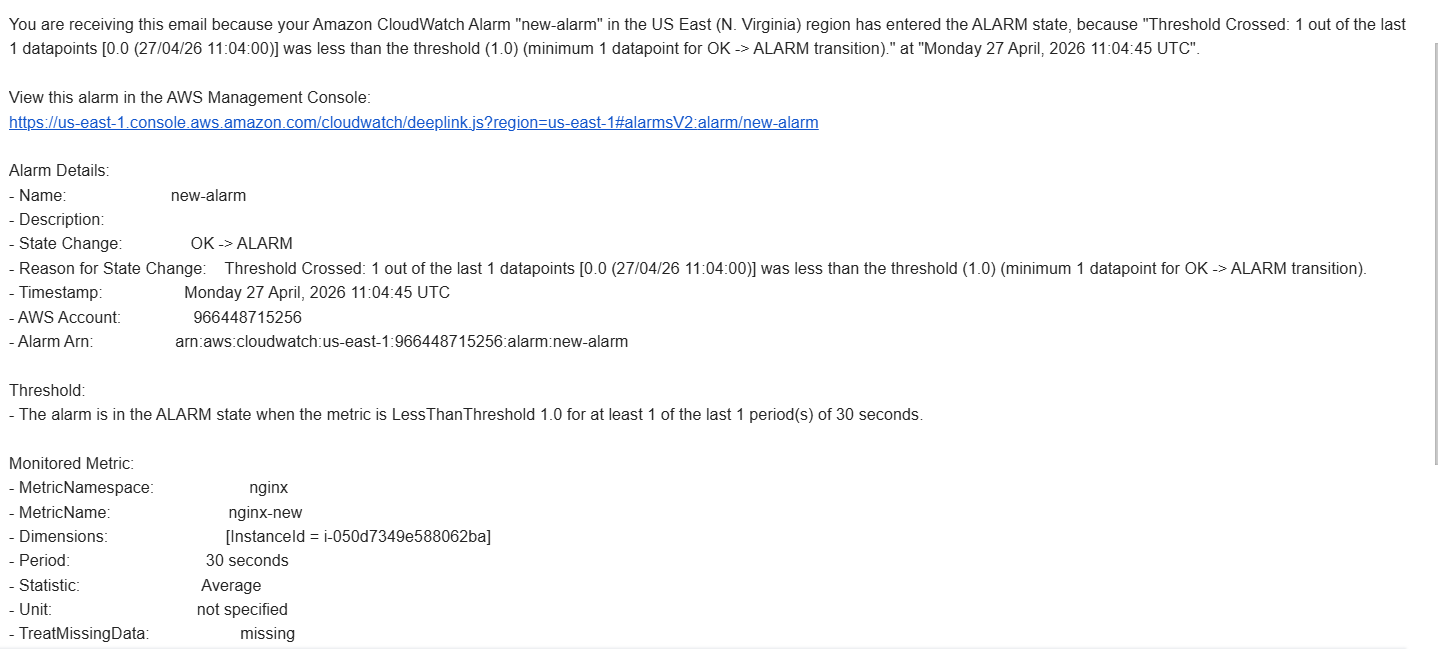 You are receiving this email because your Amazon CloudWatch Alarm "new-alarm" in the US East (N. Virginia) region has entered the ALARM state, because "Threshold Crossed: 1 out of the last
1 datapoints [0.0 (27/04/26 11:04:00)] was less than the threshold (1.0) (minimum 1 datapoint for OK -> ALARM transition)." at "Monday 27 April, 2026 11:04:45 UTC".
View this alarm in the AWS Management Console:
https://us-east-1.console.aws.amazon.com/cloudwatch/deeplink.js?region=us-east-1#alarmsV2:alarm/new-alarm
Alarm Details:
- Name: new-alarm
- Description:
- State Change: OK -> ALARM
- Reason for State Change: Threshold Crossed: 1 out of the last 1 datapoints [0.0 (27/04/26 11:04:00)] was less than the threshold (1.0) (minimum 1 datapoint for OK -> ALARM transition).
- Timestamp: Monday 27 April, 2026 11:04:45 UTC
- AWS Account: 966448715256
- Alarm Arn: arn:aws:cloudwatch:us-east-1:966448715256:alarm:new-alarm
Threshold:
- The alarm is in the ALARM state when the metric is LessThanThreshold 1.0 for at least 1 of the last 1 period(s) of 30 seconds.
Monitored Metric:
- MetricNamespace: nginx
- MetricName: nginx-new
- Dimensions: [InstanceId = i-050d7349e588062ba]
- Period: 30 seconds
- Statistic: Average
- Unit: not specified
- TreatMissingData: missing